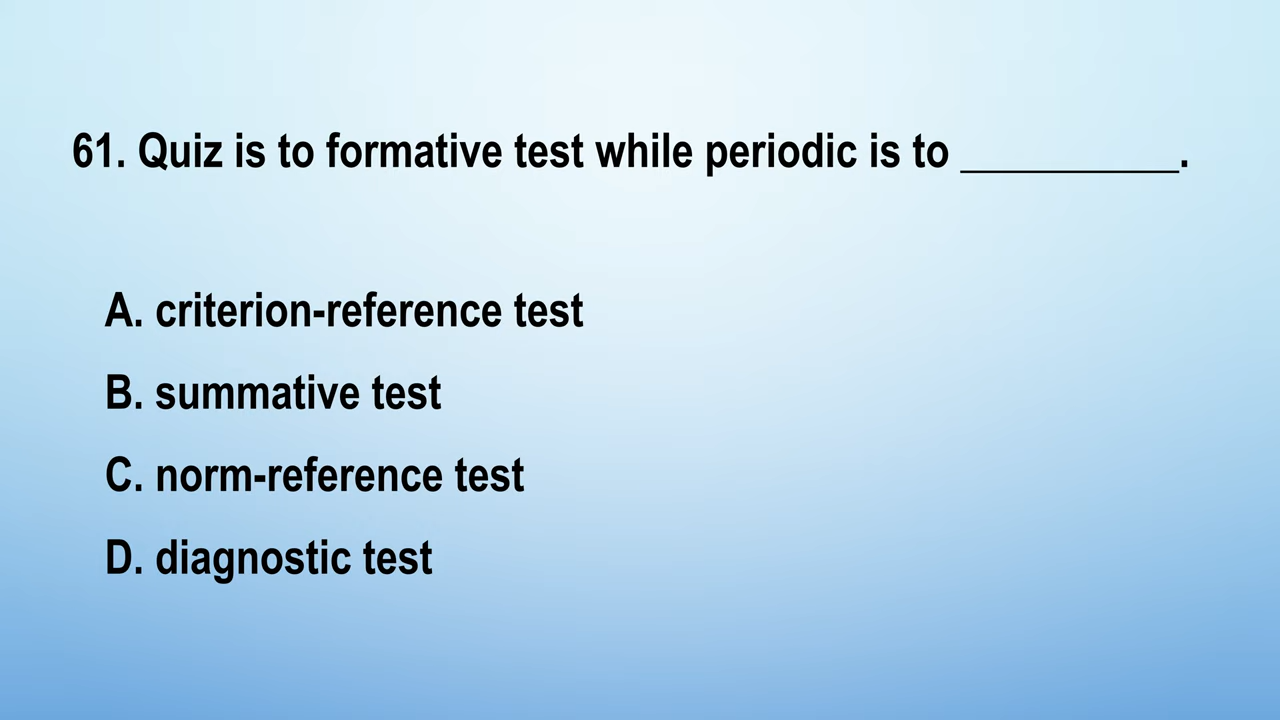 61. Quiz is to formative test while periodic is to __________.
A. criterion-reference test
B. summative test
C. norm-reference test
D. diagnostic test